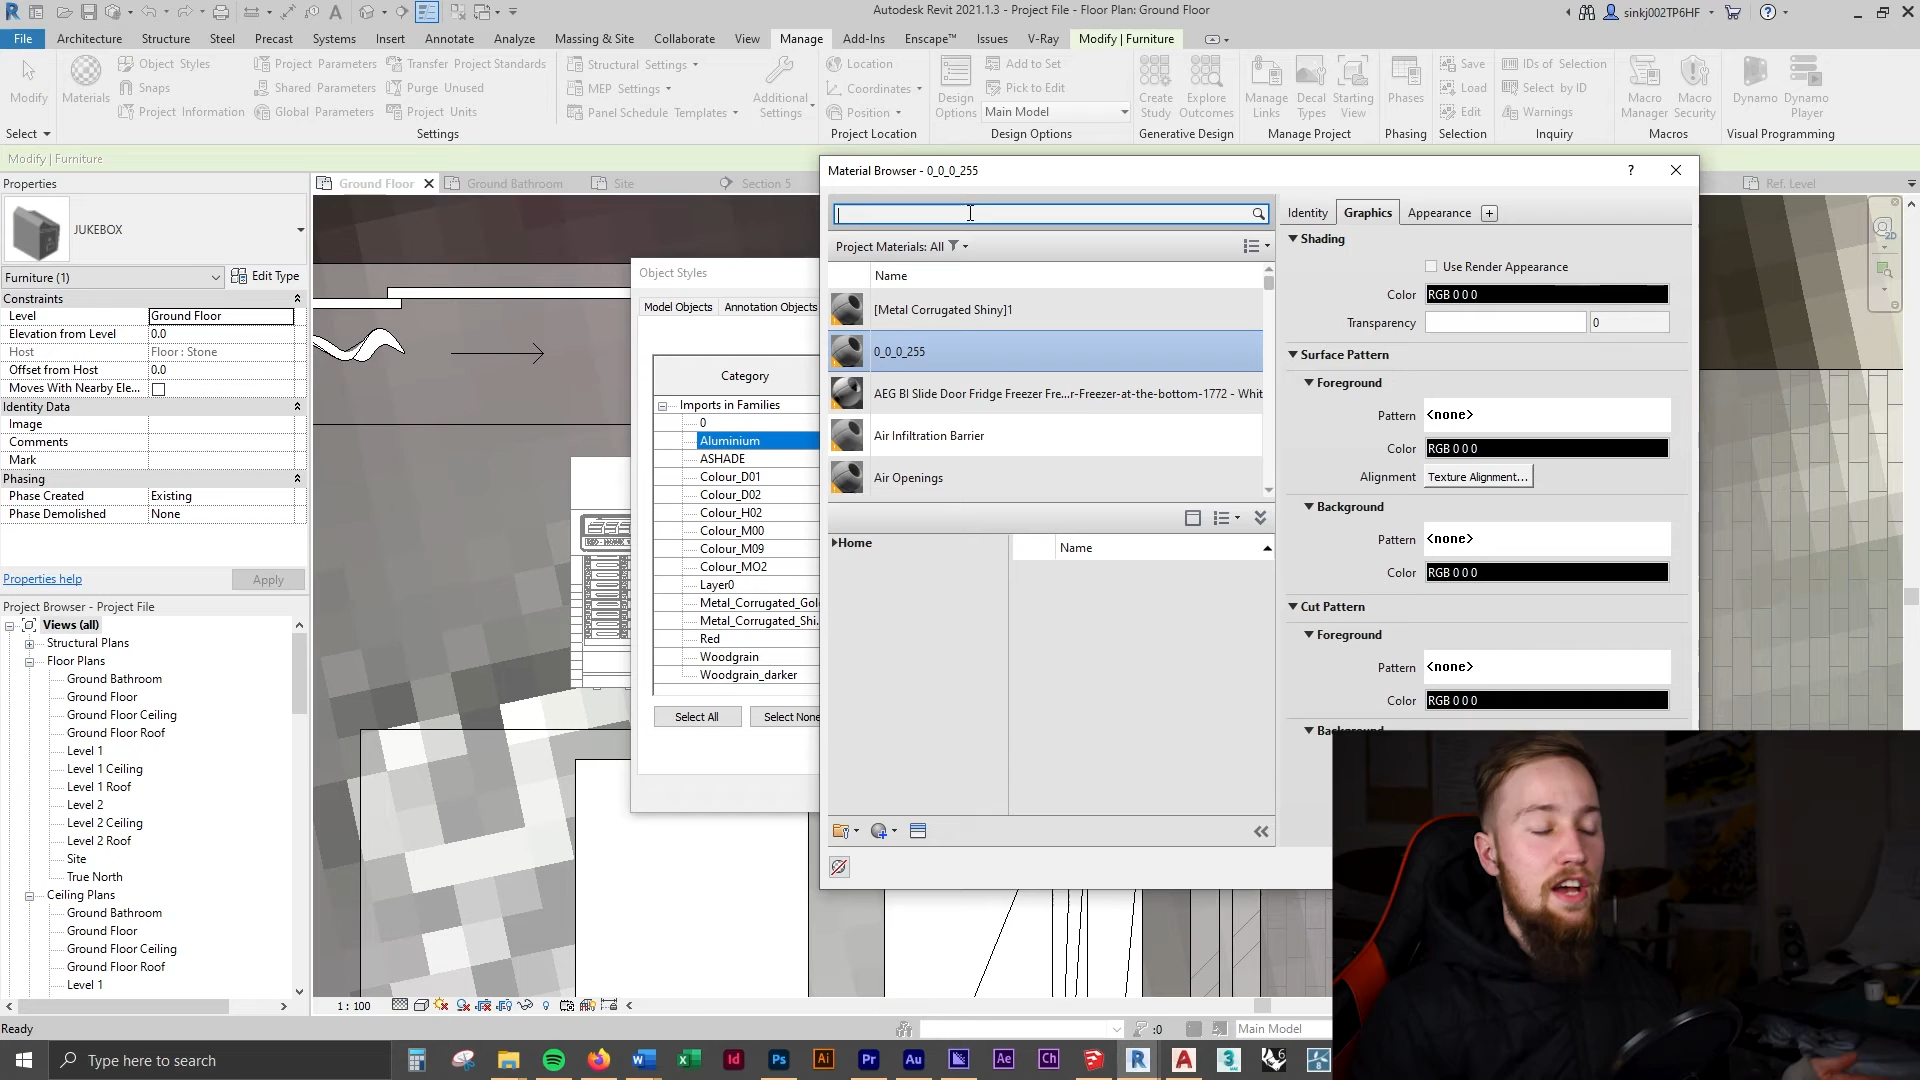 Autodesk Revit 2021.1.3 - Project File - Floor Plan: Ground Floor
sinkj002TP6HF
File Architecture Structure Steel Precast Systems Insert Annotate Analyze Massing & Site Collaborate View Manage Add-Ins Enscape™ Issues V-Ray Modify | Furniture
Modify
Select
Materials
Object Styles
Snaps
Project Information
Project Parameters
Shared Parameters
Global Parameters
Transfer Project Standards
Purge Unused
Project Units
Settings
Structural Settings
MEP Settings
Panel Schedule Templates
Additional Settings
Location
Coordinates
Position
Project Location
Design Options
Add to Set
Pick to Edit
Main Model
Design Options
Create Study
Explore Outcomes
Generative Design
Manage Links
Decal Types
Starting View
Manage Project
Phases
Phasing
Save
Load
Edit
Selection
IDs of Selection
Select by ID
Warnings
Inquiry
Macro Manager
Macro Security
Macros
Dynamo
Dynamo Player
Visual Programming
Modify | Furniture
Properties
JUKEBOX
Furniture (1)
Edit Type
Constraints
Level Ground Floor
Elevation from Level 0.0
Host Floor : Stone
Offset from Host 0.0
Moves With Nearby Ele...
Identity Data
Image
Comments
Mark
Phasing
Phase Created Existing
Phase Demolished None
Properties help
Apply
Project Browser - Project File
Views (all)
Structural Plans
Floor Plans
Ground Bathroom
Ground Floor
Ground Floor Ceiling
Ground Floor Roof
Level 1
Level 1 Ceiling
Level 1 Roof
Level 2
Level 2 Ceiling
Level 2 Roof
Site
True North
Ceiling Plans
Ground Bathroom
Ground Floor
Ground Floor Ceiling
Ground Floor Roof
Level 1
Ground Floor
Ground Bathroom
Site
Section 5
Ref. Level
Object Styles
Model Objects
Annotation Objects
Category
Imports in Families
0
Aluminium
ASHADE
Colour_D01
Colour_D02
Colour_H02
Colour_M00
Colour_M09
Colour_MO2
Layer0
Metal_Corrugated_Gol
Metal_Corrugated_Shi...
Red
Woodgrain
Woodgrain_darker
Select All
Select None
Material Browser - 0_0_0_255
Project Materials: All
Name
[Metal Corrugated Shiny]1
0_0_0_255
AEG BI Slide Door Fridge Freezer Fre...r-Freezer-at-the-bottom-1772 - Whit
Air Infiltration Barrier
Air Openings
Home
Name
Identity
Graphics
Appearance
Shading
Use Render Appearance
Color RGB 0 0 0
Transparency 0
Surface Pattern
Foreground
Pattern <none>
Color RGB 0 0 0
Alignment Texture Alignment...
Background
Pattern <none>
Color RGB 0 0 0
Cut Pattern
Foreground
Pattern <none>
Color RGB 0 0 0
1 : 100
Ready
:0
Main Model
Type here to search